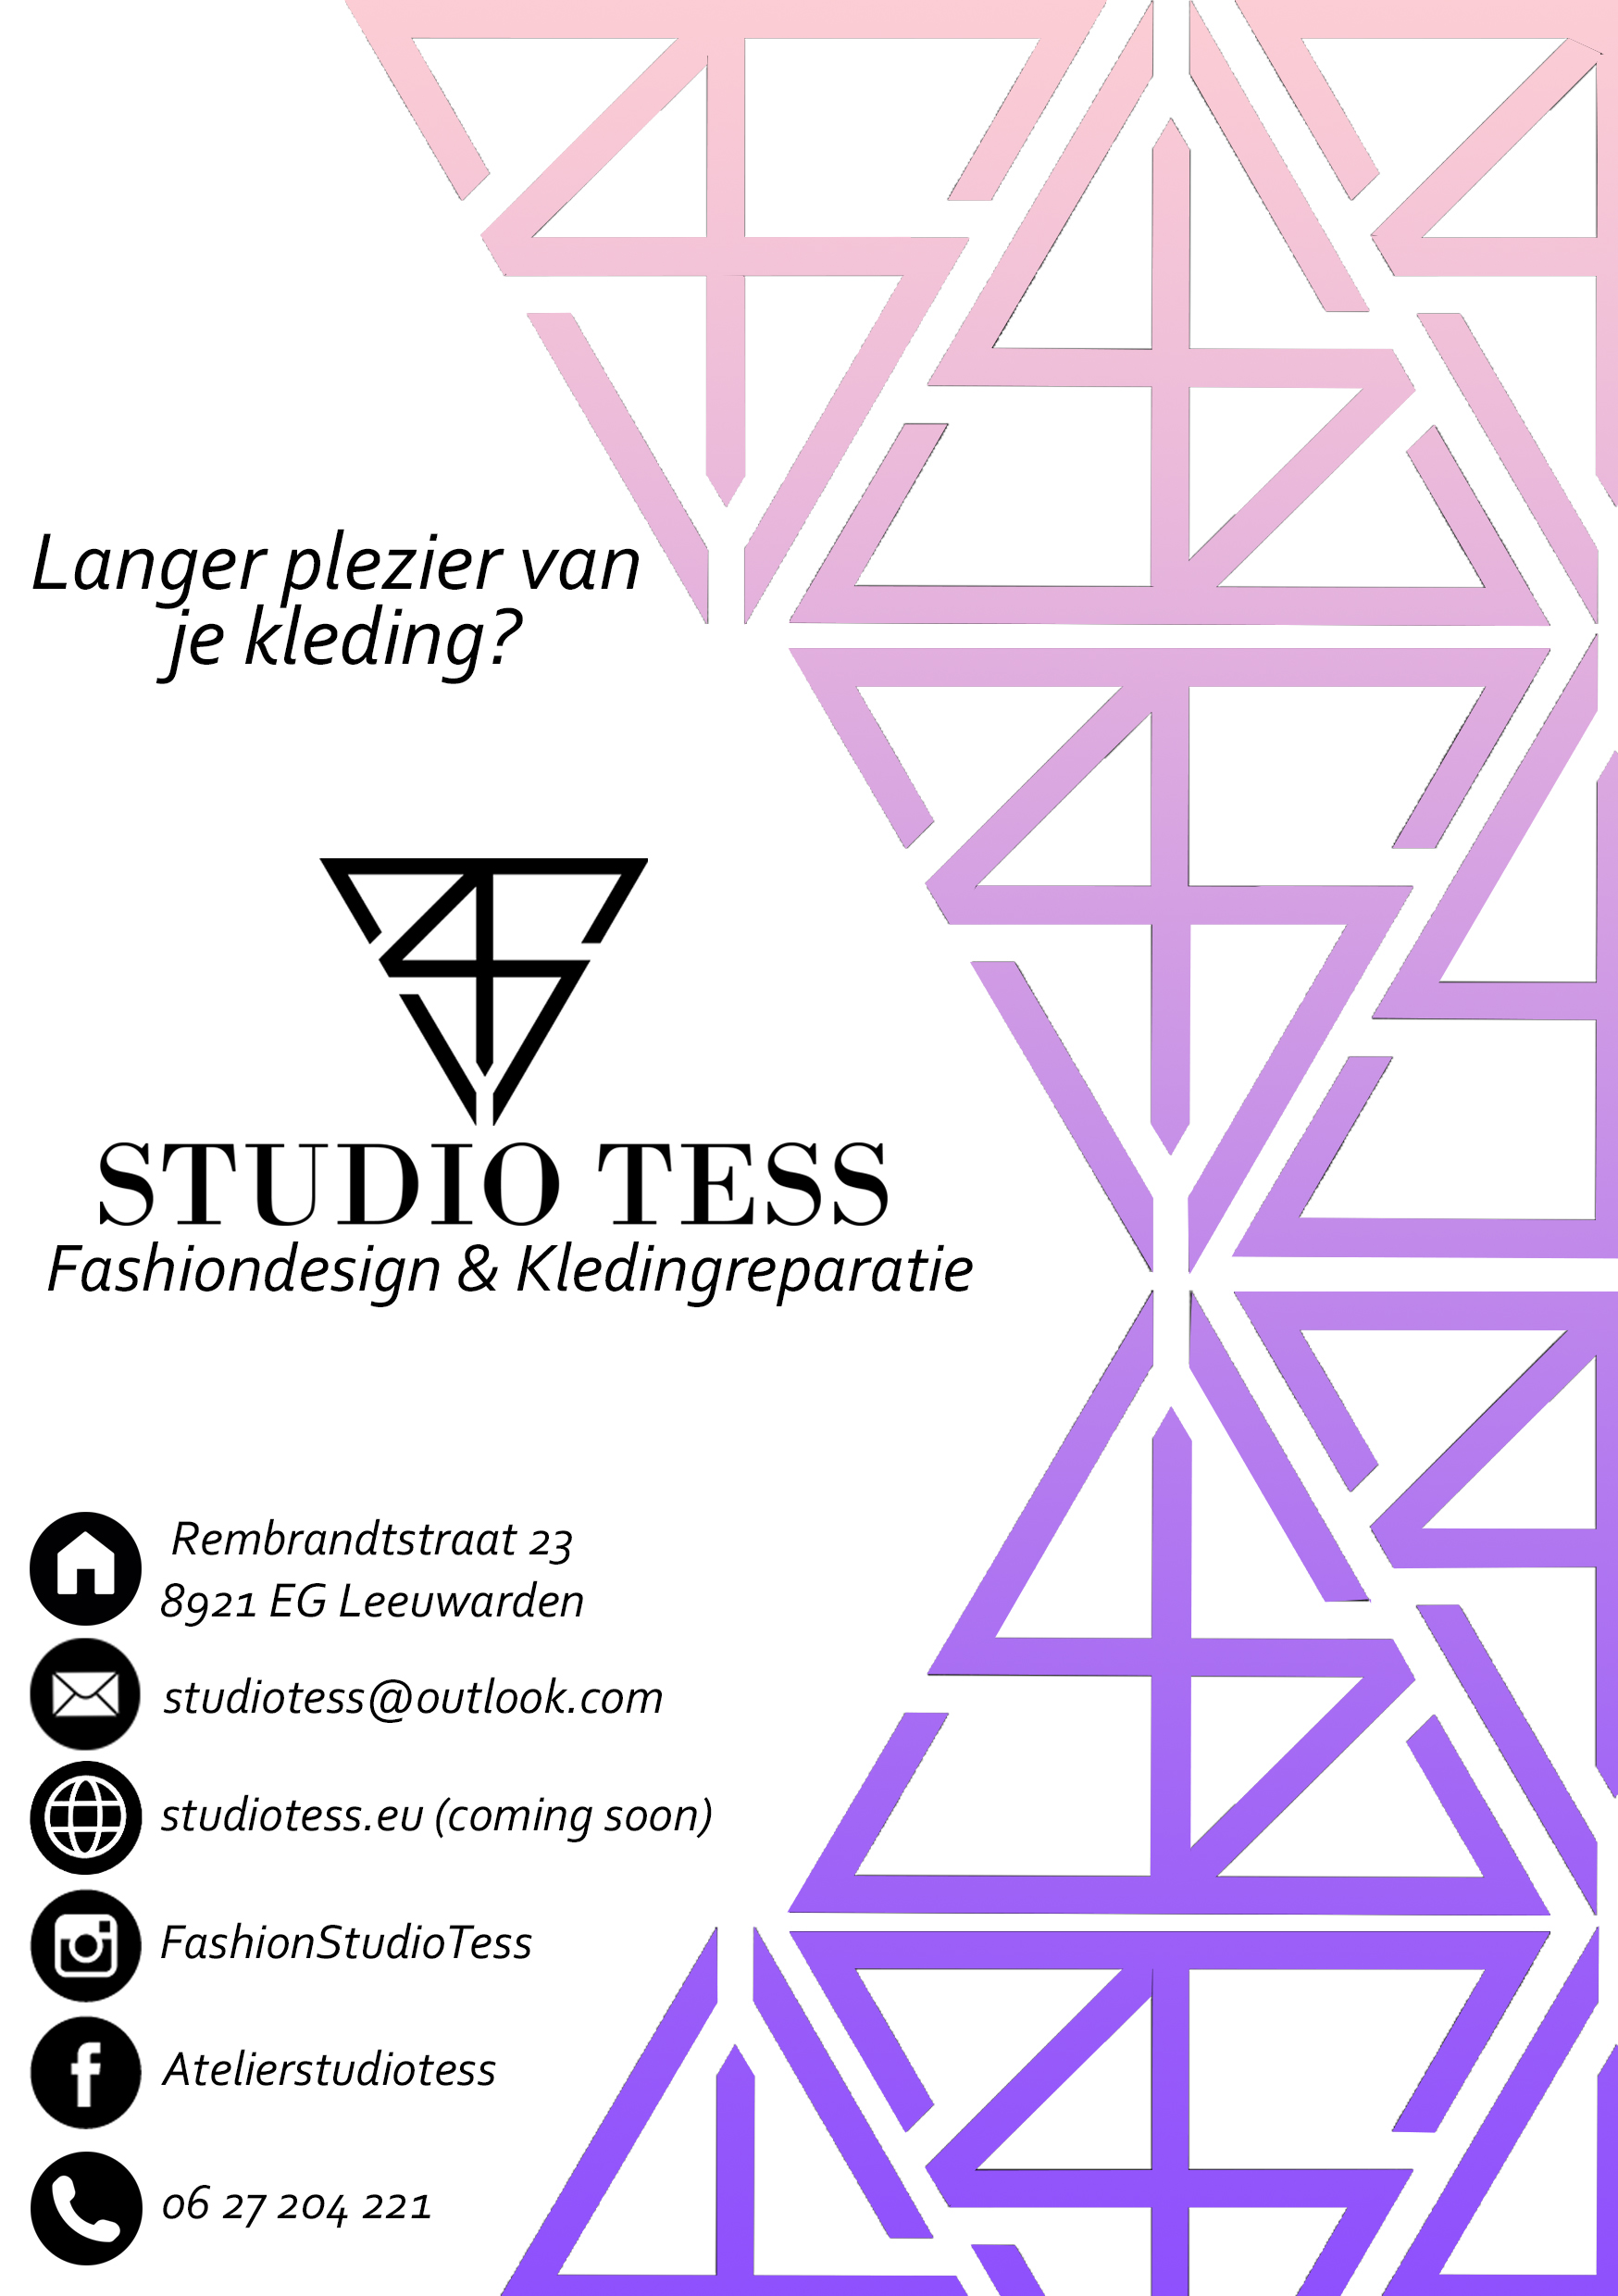 Langer plezier van
je kleding?
STUDIO TESS
Fashiondesign & Kledingreparatie
Rembrandtstraat 23
8921 EG Leeuwarden
studiotess@outlook.com
studiotess.eu (coming soon)
FashionStudioTess
Atelierstudiotess
06 27 204 221